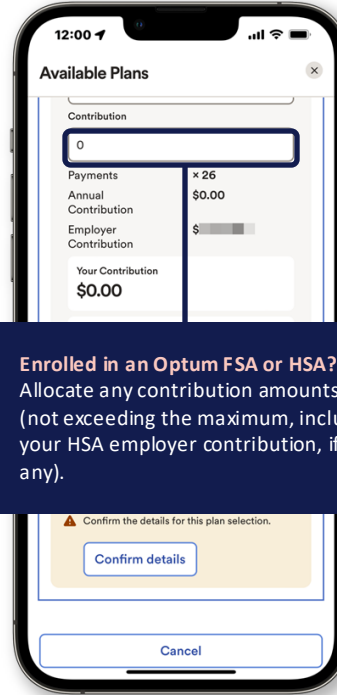 12:00
Available Plans
Contribution
0
Payments × 26
Annual Contribution $0.00
Employer Contribution $
Your Contribution
$0.00
Enrolled in an Optum FSA or HSA?
Allocate any contribution amounts
(not exceeding the maximum,
your HSA employer contribution,
any).
Confirm the details for this plan selection.
Confirm details
Cancel